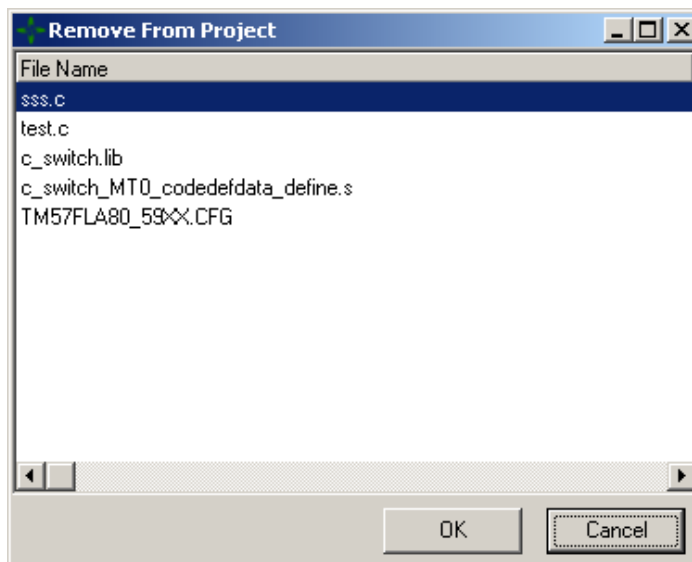 Remove From Project
File Name
sss.c
test.c
c_switch.lib
c_switch_MT0_codedefdata_define.s
TM57FLA80_59XX.CFG
OK Cancel